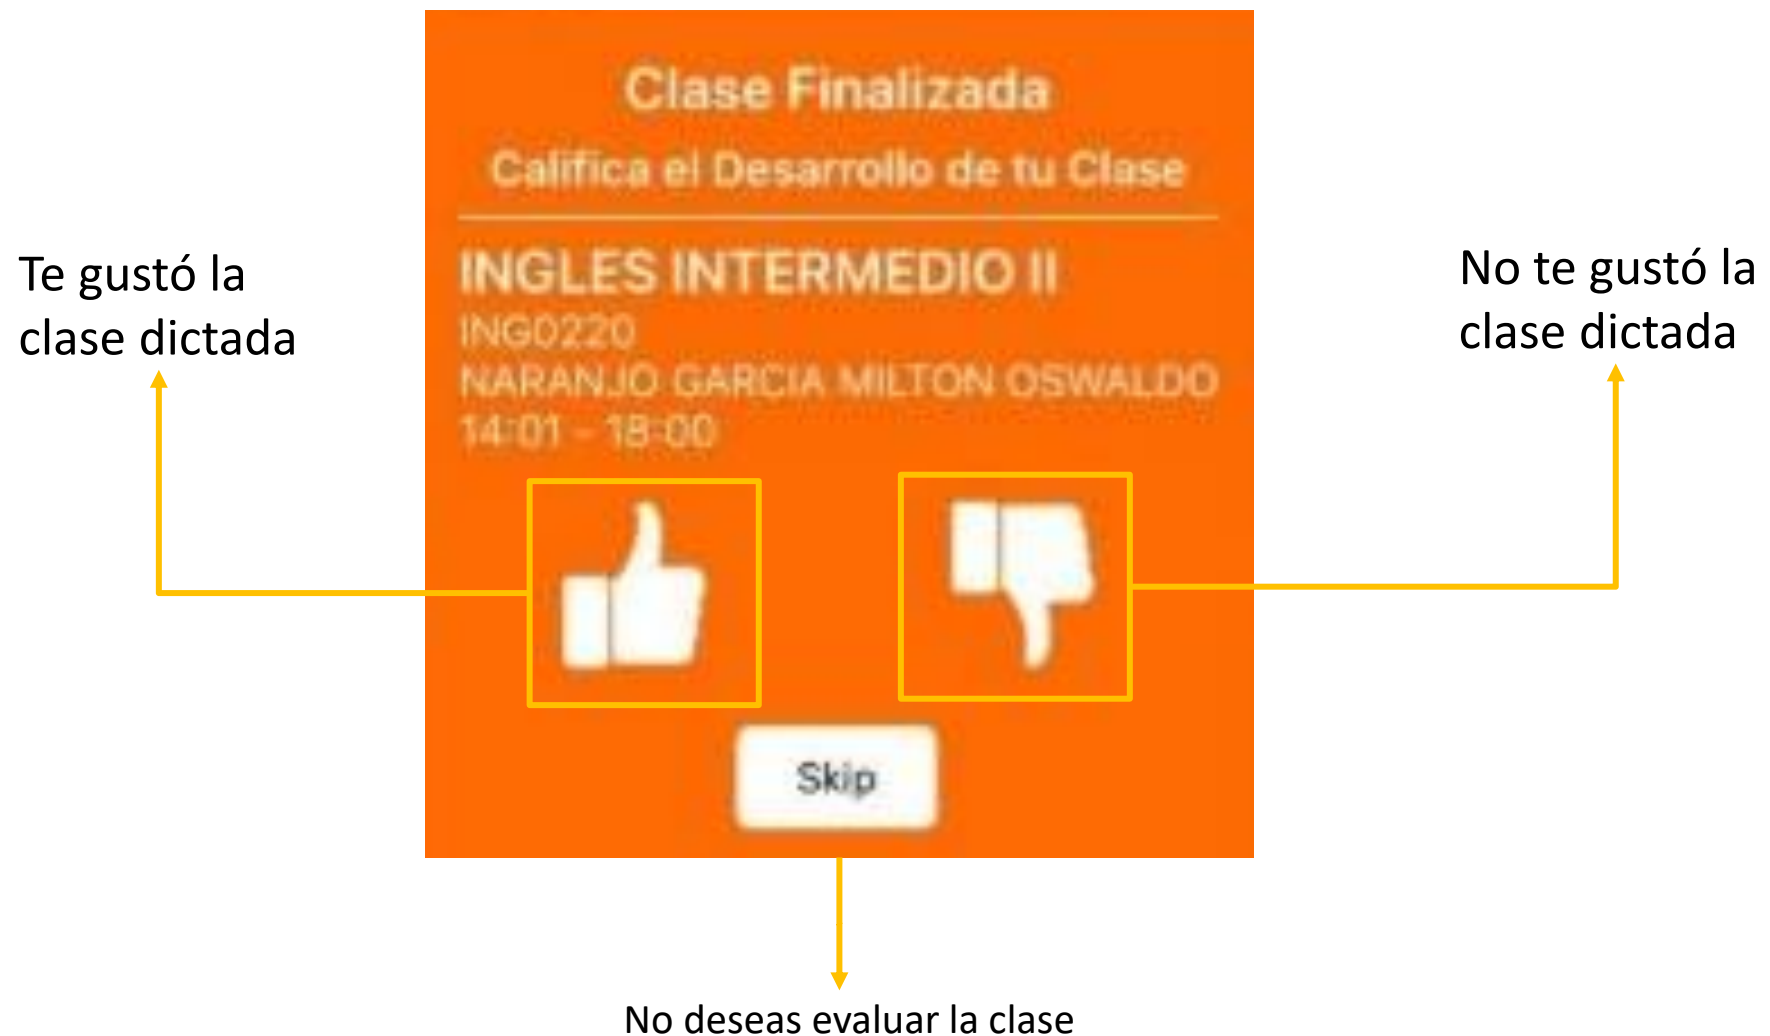 Clase Finalizada
Califica el Desarrollo de tu Clase
Te gustó la
clase dictada
INGLES INTERMEDIO II
ING0220
NARANJO GARCIA MILTON OSWALDO
14:01 - 18:00
No te gustó la
clase dictada
Skip
No deseas evaluar la clase